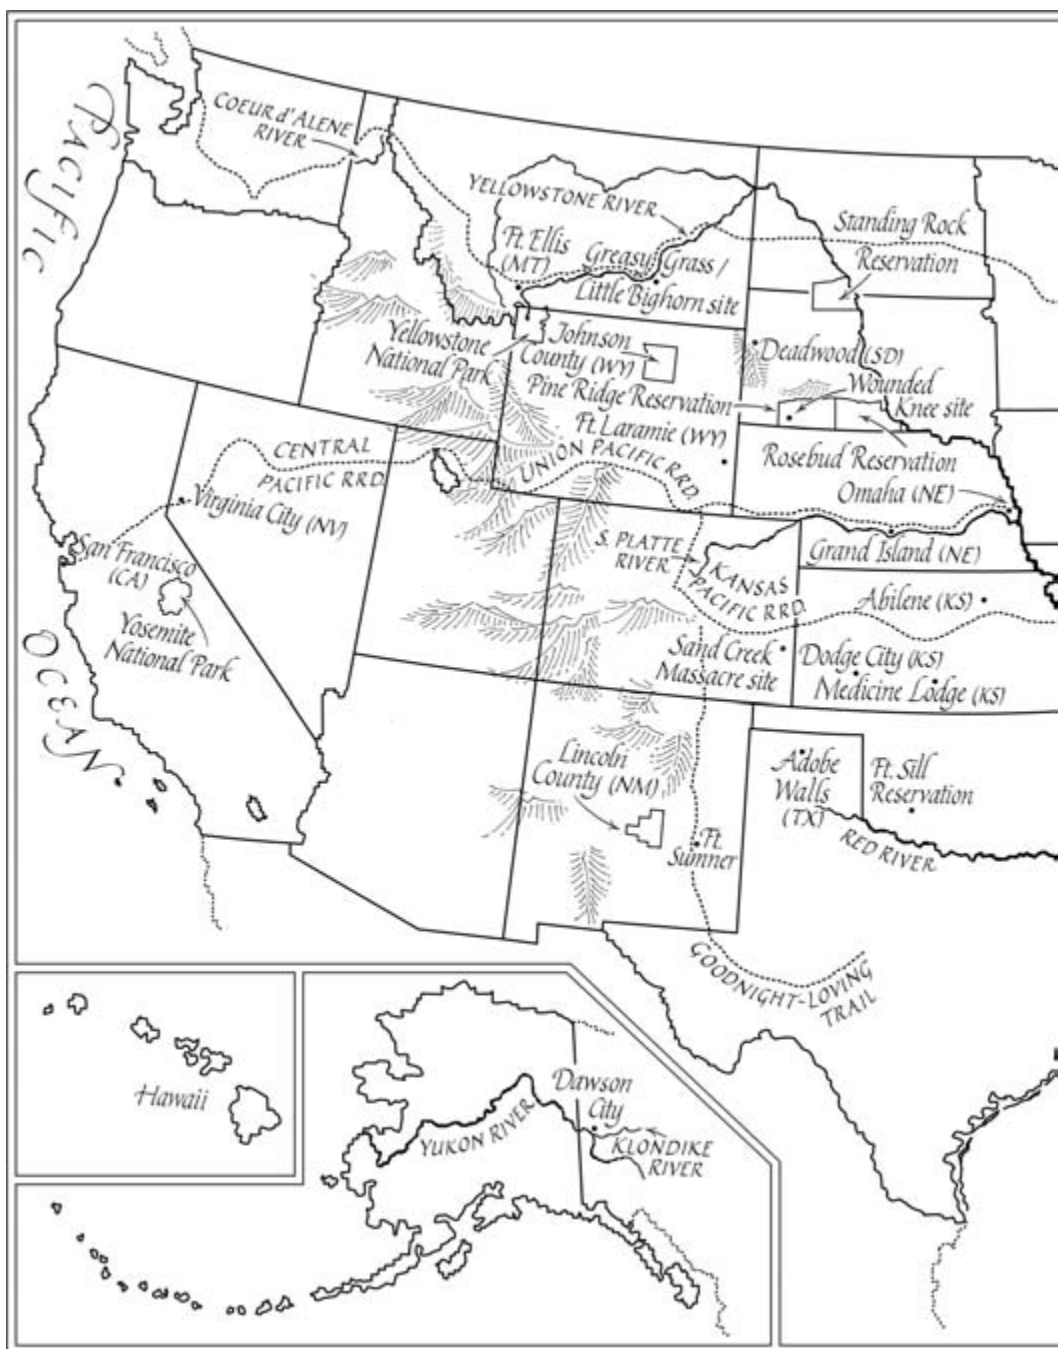 PACIFIC
OCEAN
COEUR d'ALENE
RIVER
YELLOWSTONE RIVER
Standing Rock
Reservation
Ft. Ellis
(MT)
Greasy Grass /
Little Bighorn site
Yellowstone
National Park
Johnson
County (WY)
Deadwood (SD)
Wounded
Knee site
Pine Ridge Reservation
Ft. Laramie (WY)
Rosebud Reservation
Omaha (NE)
CENTRAL
PACIFIC RRD.
UNION PACIFIC RRD.
Virginia City (NV)
San Francisco
(CA)
Yosemite
National Park
S. PLATTE
RIVER
KANSAS
PACIFIC RRD.
Grand Island (NE)
Abilene (KS)
Sand Creek
Massacre site
Dodge City (KS)
Medicine Lodge (KS)
Lincoln
County (NM)
Adobe
Walls
(TX)
Ft. Sill
Reservation
RED RIVER
Ft.
Sumner
GOODNIGHT-LOVING
TRAIL
Hawaii
Dawson
City
YUKON RIVER
KLONDIKE
RIVER